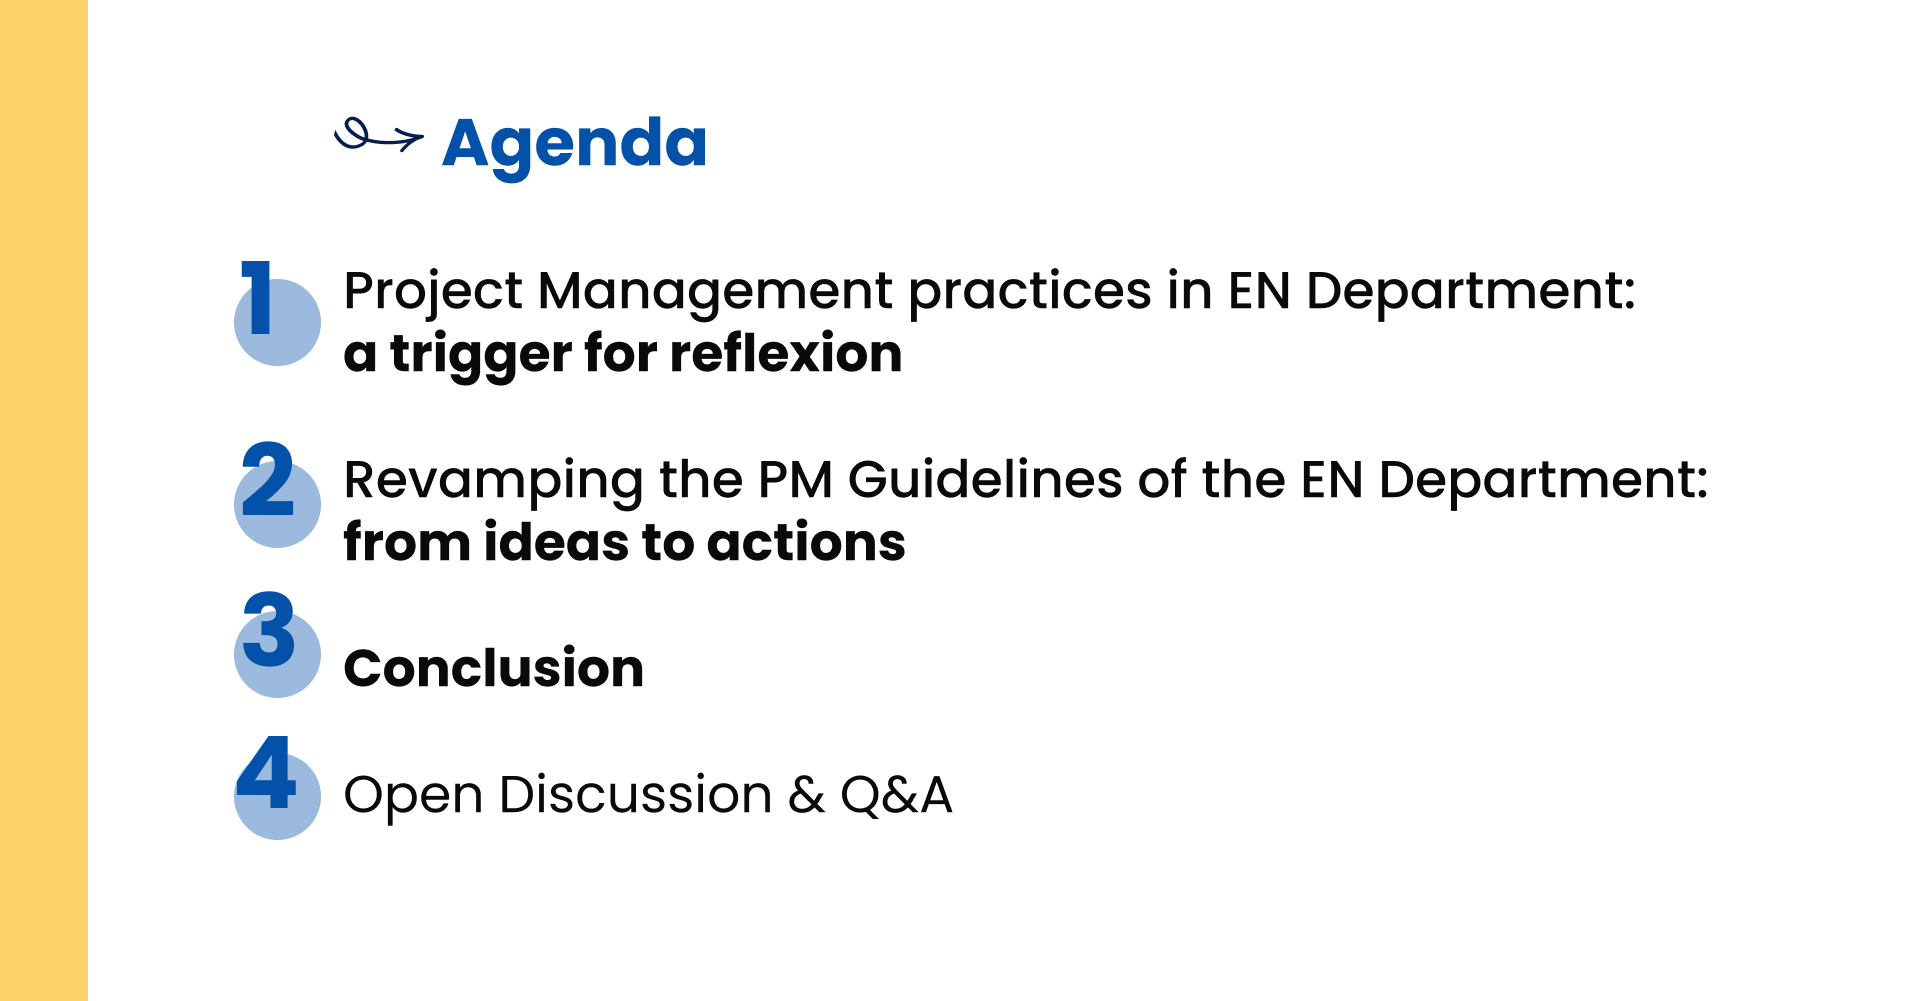 Agenda
1
Project Management practices in EN Department:
a trigger for reflexion
2
Revamping the PM Guidelines of the EN Department:
from ideas to actions
3
Conclusion
4
Open Discussion & Q&A